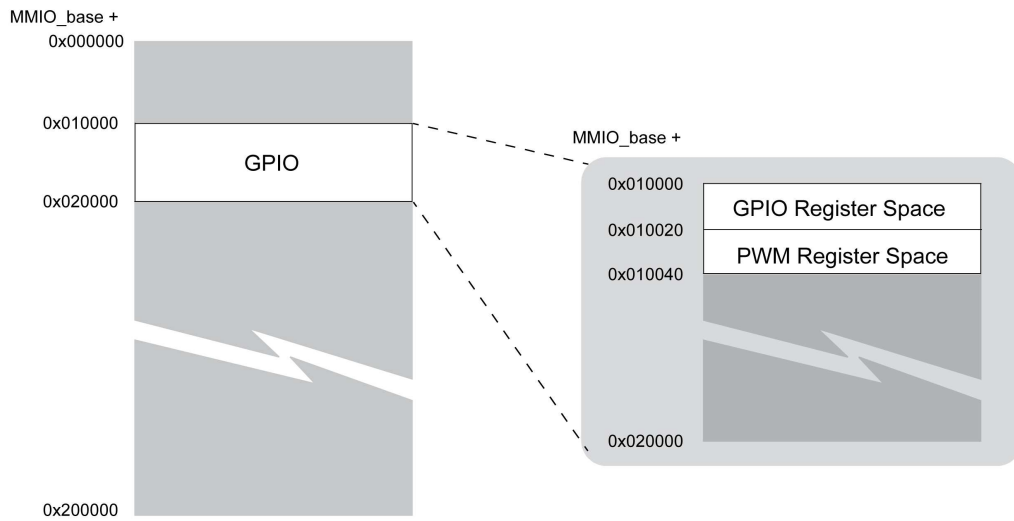 MMIO_base +
0x000000
0x010000
GPIO
0x020000
0x200000
MMIO_base +
0x010000
GPIO Register Space
0x010020
PWM Register Space
0x010040
0x020000